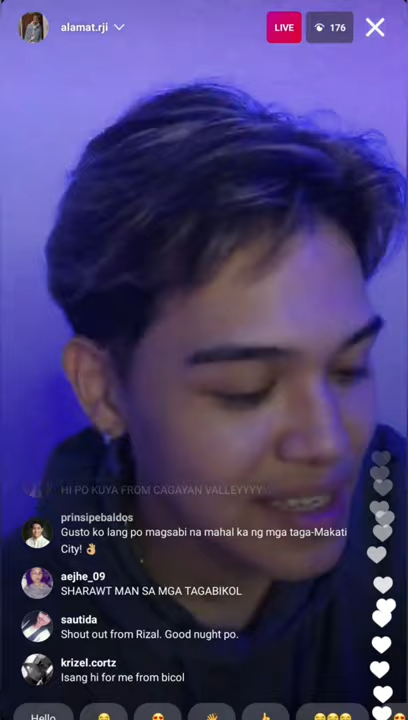 alamat.rji
LIVE
176
HI PO KUYA FROM CAGAYAN VALLEYYYY
prinsipebaldos
Gusto ko lang po magsabi na mahal ka ng mga taga-Makati
City! 👌🏼
aejhe_09
SHARAWT MAN SA MGA TAGABIKOL
sautida
Shout out from Rizal. Good nught po.
krizel.cortz
Isang hi for me from bicol
Hello